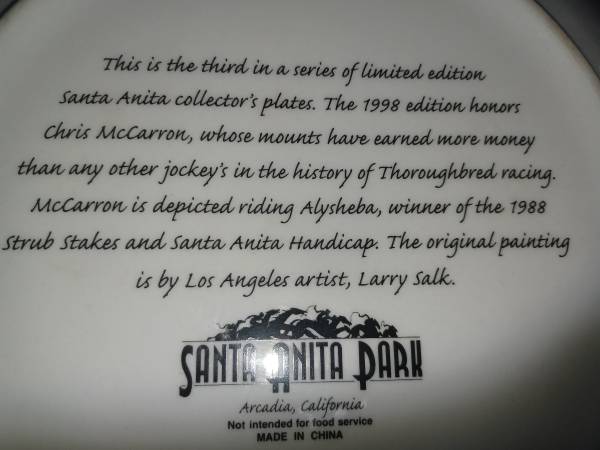 This is the third in a series of limited edition
Santa Anita collector's plates. The 1998 edition honors
Chris McCarron, whose mounts have earned more money
than any other jockey's in the history of Thoroughbred racing.
McCarron is depicted riding Alysheba, winner of the 1988
Strub Stakes and Santa Anita Handicap. The original painting
is by Los Angeles artist, Larry Salk.
SANTA ANITA PARK
Arcadia, California
Not intended for food service
MADE IN CHINA